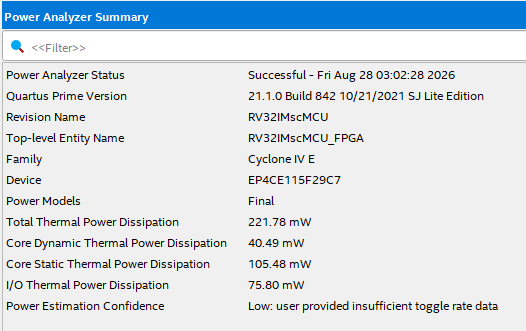 Power Analyzer Summary
<<Filter>>
Power Analyzer Status Successful - Fri Aug 28 03:02:28 2026
Quartus Prime Version 21.1.0 Build 842 10/21/2021 SJ Lite Edition
Revision Name RV32IMscMCU
Top-level Entity Name RV32IMscMCU_FPGA
Family Cyclone IV E
Device EP4CE115F29C7
Power Models Final
Total Thermal Power Dissipation 221.78 mW
Core Dynamic Thermal Power Dissipation 40.49 mW
Core Static Thermal Power Dissipation 105.48 mW
I/O Thermal Power Dissipation 75.80 mW
Power Estimation Confidence Low: user provided insufficient toggle rate data